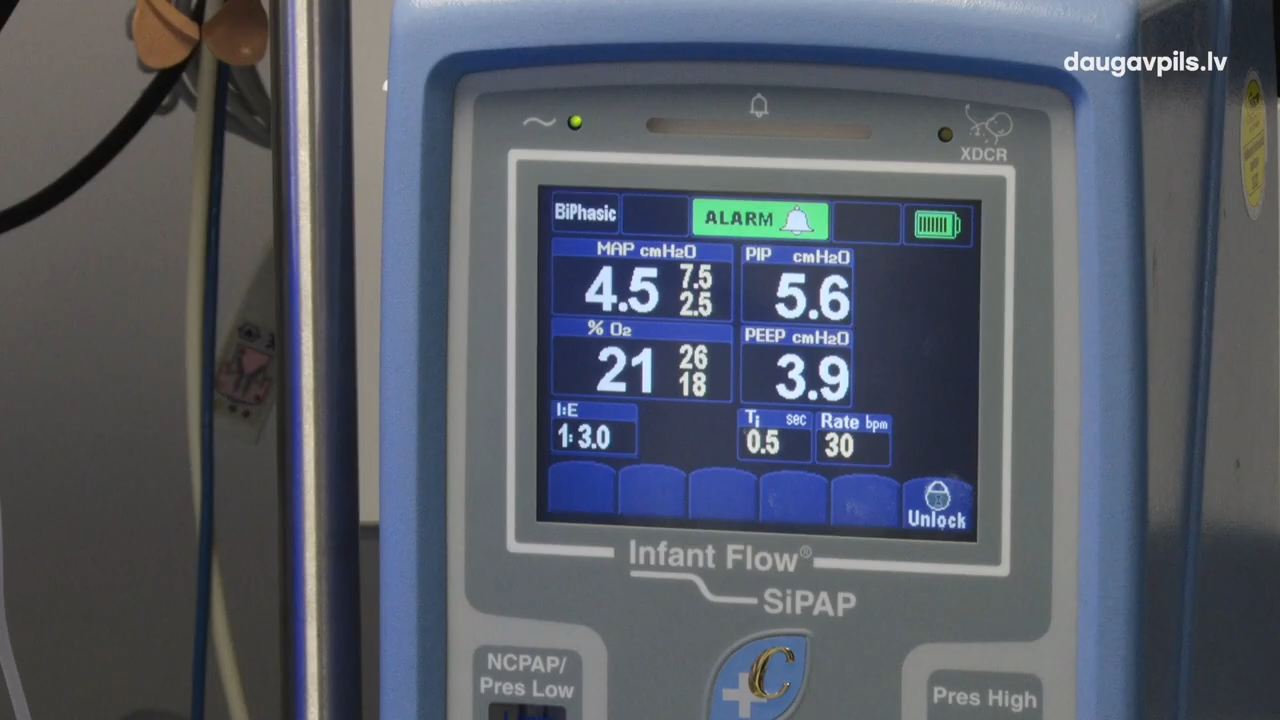 daugavpils.lv
XDCR
BiPhasic
ALARM
MAP cmH2O
4.5
7.5
2.5
PIP cmH2O
5.6
% O2
21
26
18
PEEP cmH2O
3.9
I:E
1:3.0
Ti sec
0.5
Rate bpm
30
Unlock
Infant Flow®
SiPAP
NCPAP/
Pres Low
C
Pres High